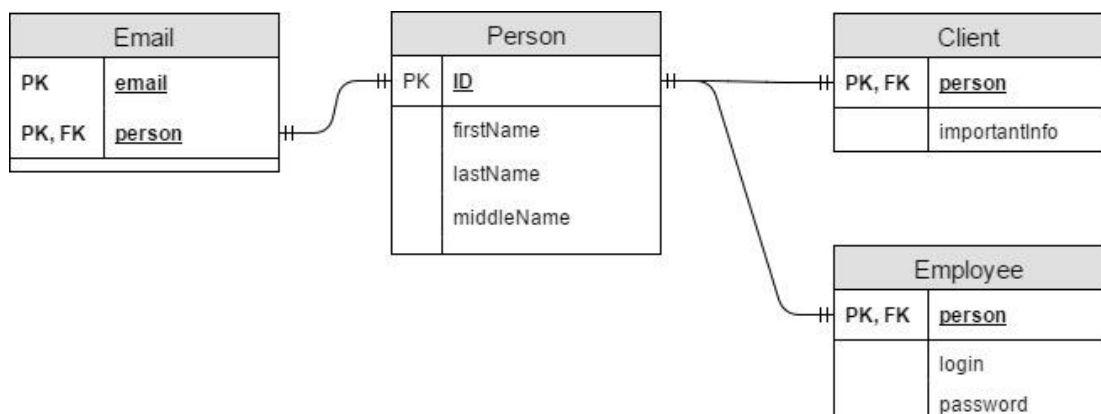 Email
PK email
PK, FK person
Person
PK ID
firstName
lastName
middleName
Client
PK, FK person
importantInfo
Employee
PK, FK person
login
password